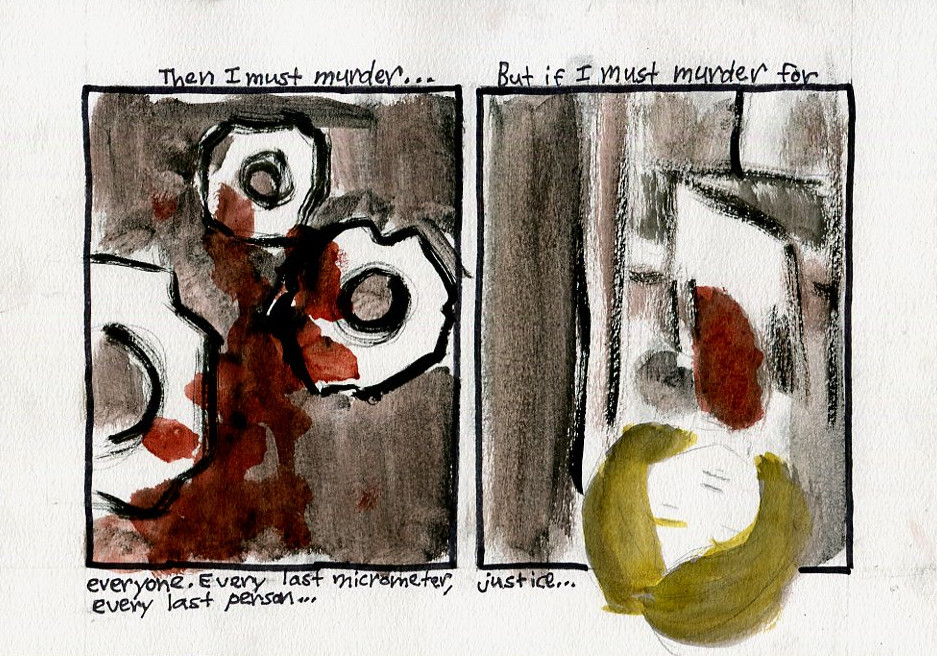 Then I must murder...
everyone. Every last micrometer,
every last person...
But if I must murder for
justice...